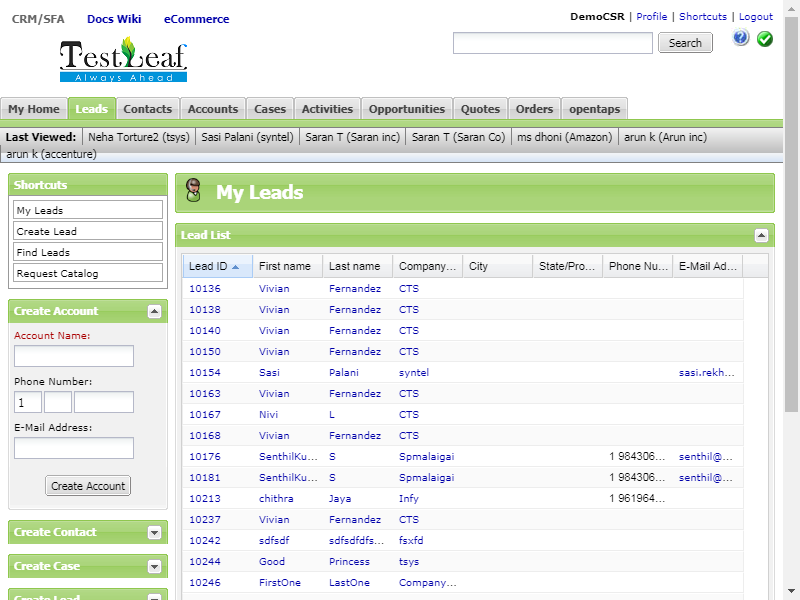 CRM/SFA Docs Wiki eCommerce
DemoCSR | Profile | Shortcuts | Logout
TestLeaf
Always Ahead
Search
?
My Home Leads Contacts Accounts Cases Activities Opportunities Quotes Orders opentaps
Last Viewed: Neha Torture2 (tsys) Sasi Palani (syntel) Saran T (Saran inc) Saran T (Saran Co) ms dhoni (Amazon) arun k (Arun inc)
arun k (accenture)
Shortcuts
My Leads
Create Lead
Find Leads
Request Catalog
Create Account
Account Name:
Phone Number:
1
E-Mail Address:
Create Account
Create Contact
Create Case
Create Lead
My Leads
Lead List
Lead ID First name Last name Company... City State/Pro... Phone Nu... E-Mail Ad...
10136 Vivian Fernandez CTS
10138 Vivian Fernandez CTS
10140 Vivian Fernandez CTS
10150 Vivian Fernandez CTS
10154 Sasi Palani syntel sasi.rekh...
10163 Vivian Fernandez CTS
10167 Nivi L CTS
10168 Vivian Fernandez CTS
10176 SenthilKu... S Spmalaigai 1 984306... senthil@...
10181 SenthilKu... S Spmalaigai 1 984306... senthil@...
10213 chithra Jaya Infy 1 961964...
10237 Vivian Fernandez CTS
10242 sdfsdf sdfsdfdfs... fsxfd
10244 Good Princess tsys
10246 FirstOne LastOne Company...